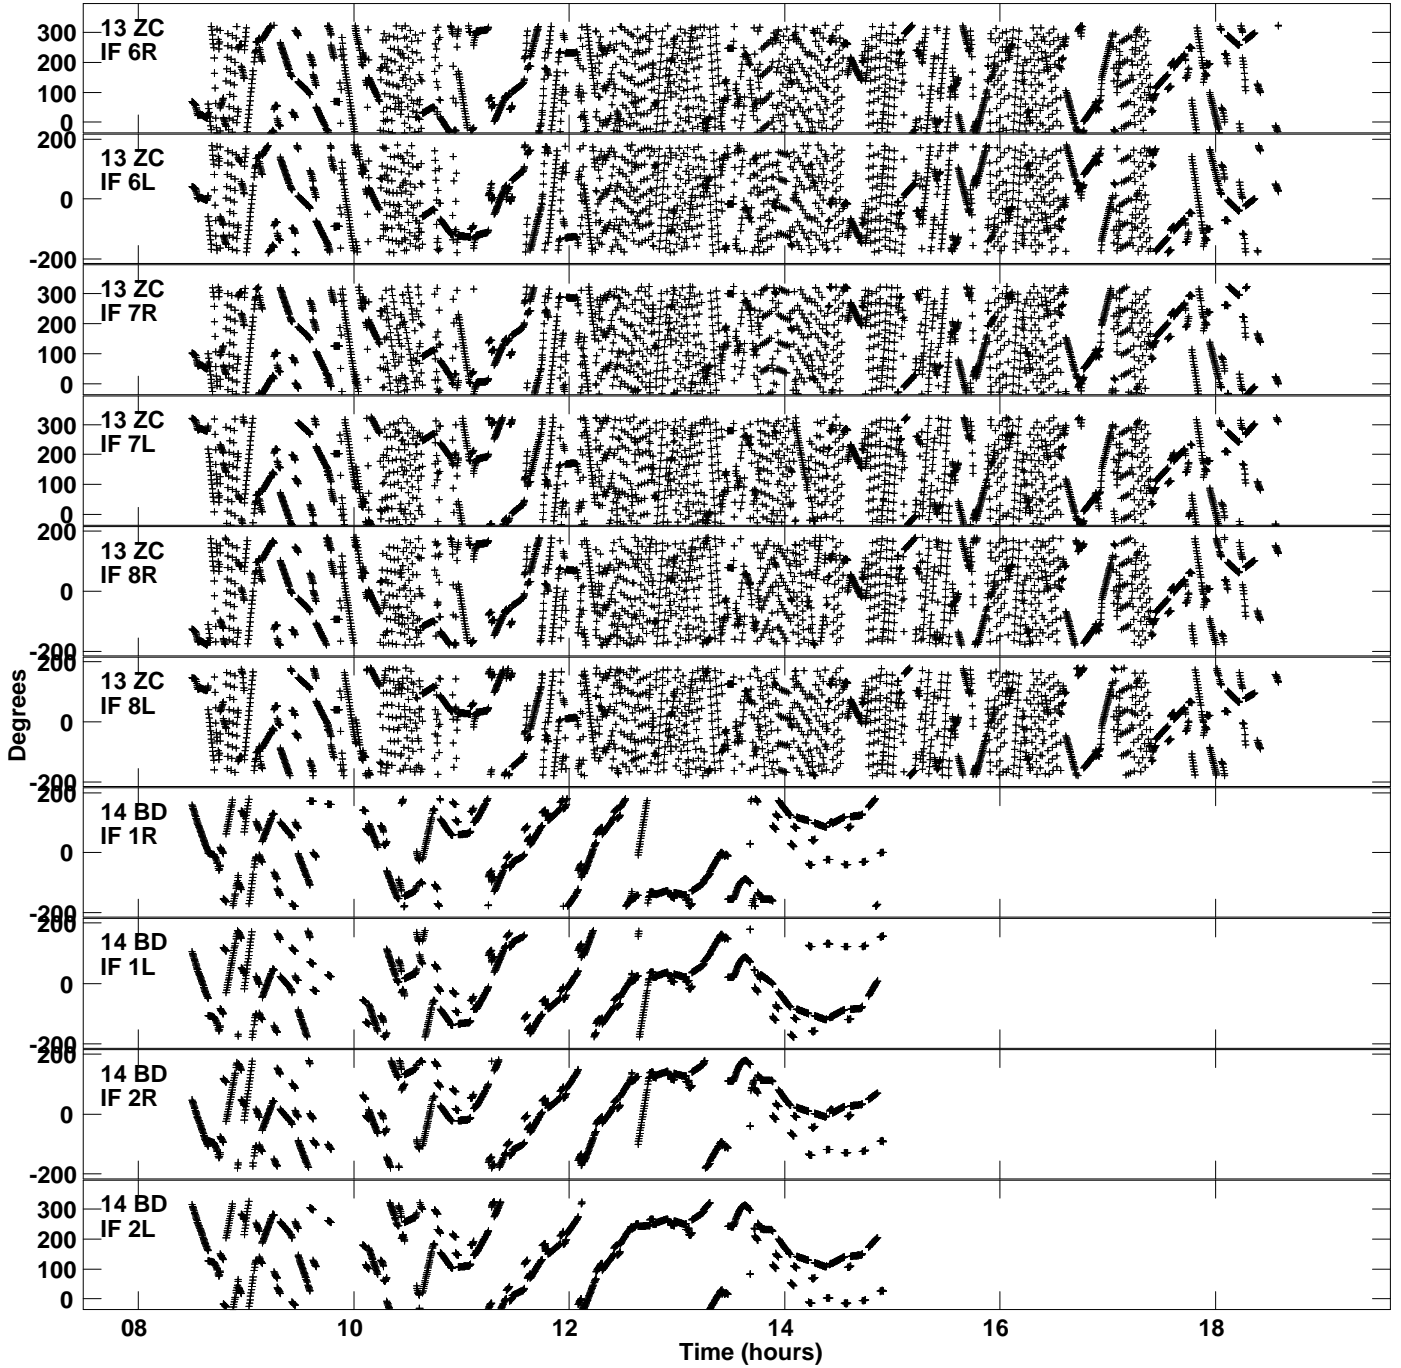 13 ZC
IF 6R
300
200
100
0
13 ZC
IF 6L
200
0
-200
13 ZC
IF 7R
300
200
100
0
13 ZC
IF 7L
300
200
100
0
13 ZC
IF 8R
200
0
-200
13 ZC
IF 8L
200
0
-200
14 BD
IF 1R
200
0
-200
14 BD
IF 1L
200
0
-200
14 BD
IF 2R
200
0
-200
14 BD
IF 2L
300
200
100
0
Degrees
08 10 12 14 16 18
Time (hours)